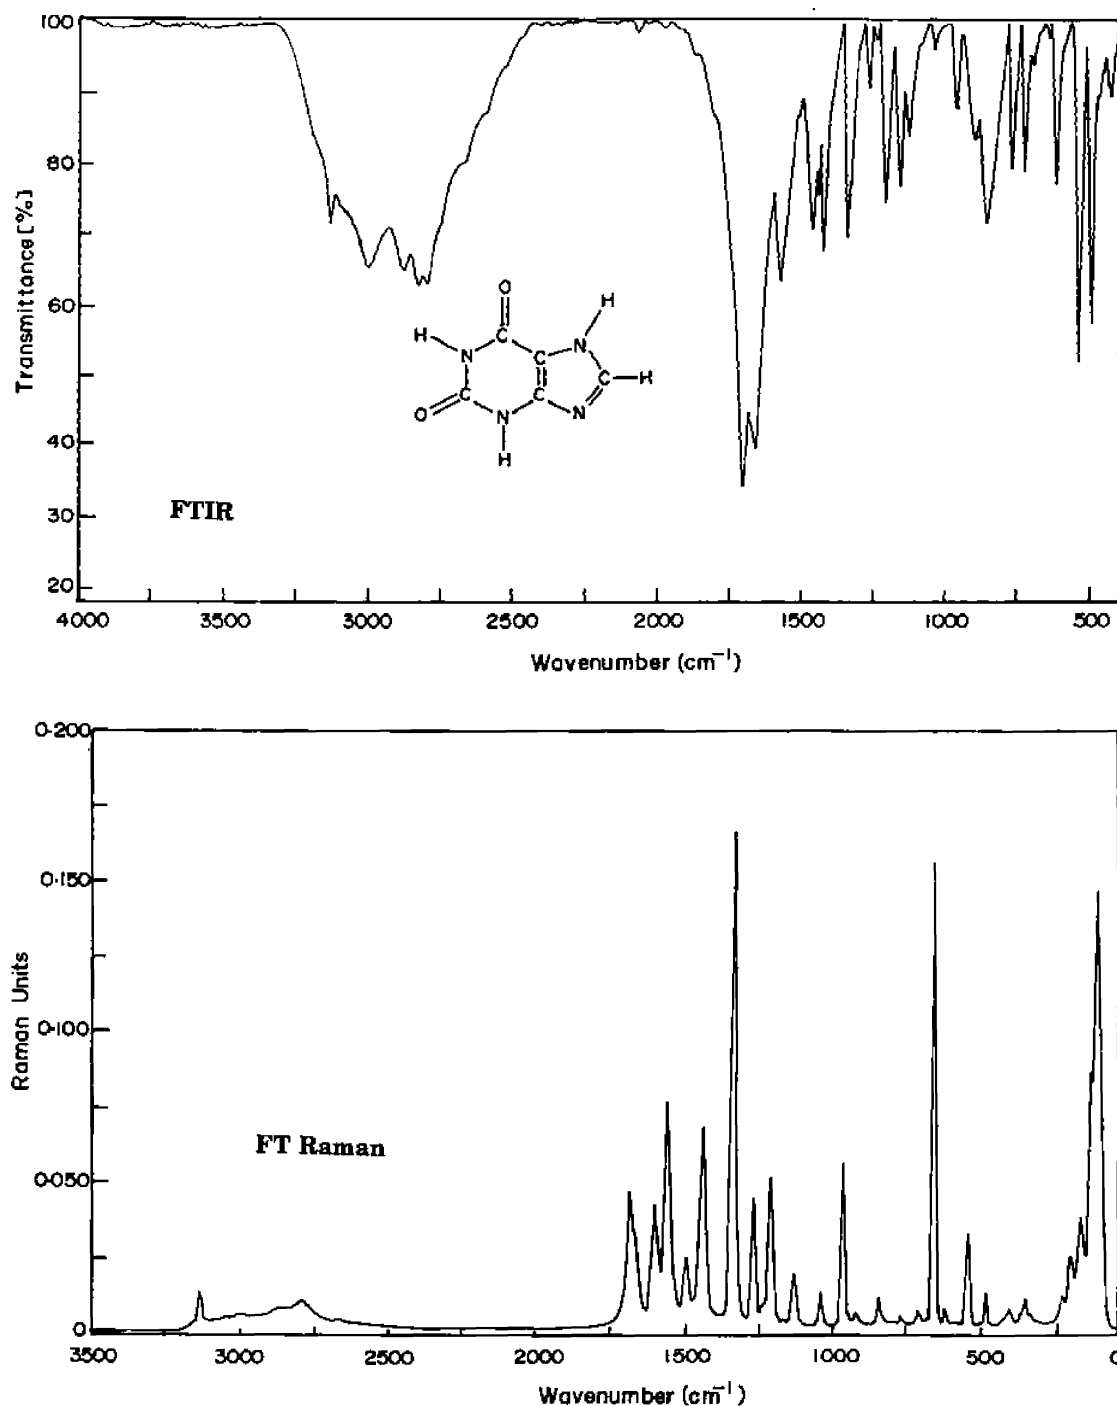 100
80
60
40
30
20
Transmittance [%]
O
H
H
N
C
N
C
C
H
C
C
O
N
N
H
FTIR
4000 3500 3000 2500 2000 1500 1000 500
Wavenumber (cm⁻¹)
0·200
0·150
0·100
0·050
0
Raman Units
FT Raman
3500 3000 2500 2000 1500 1000 500 0
Wavenumber (cm⁻¹)